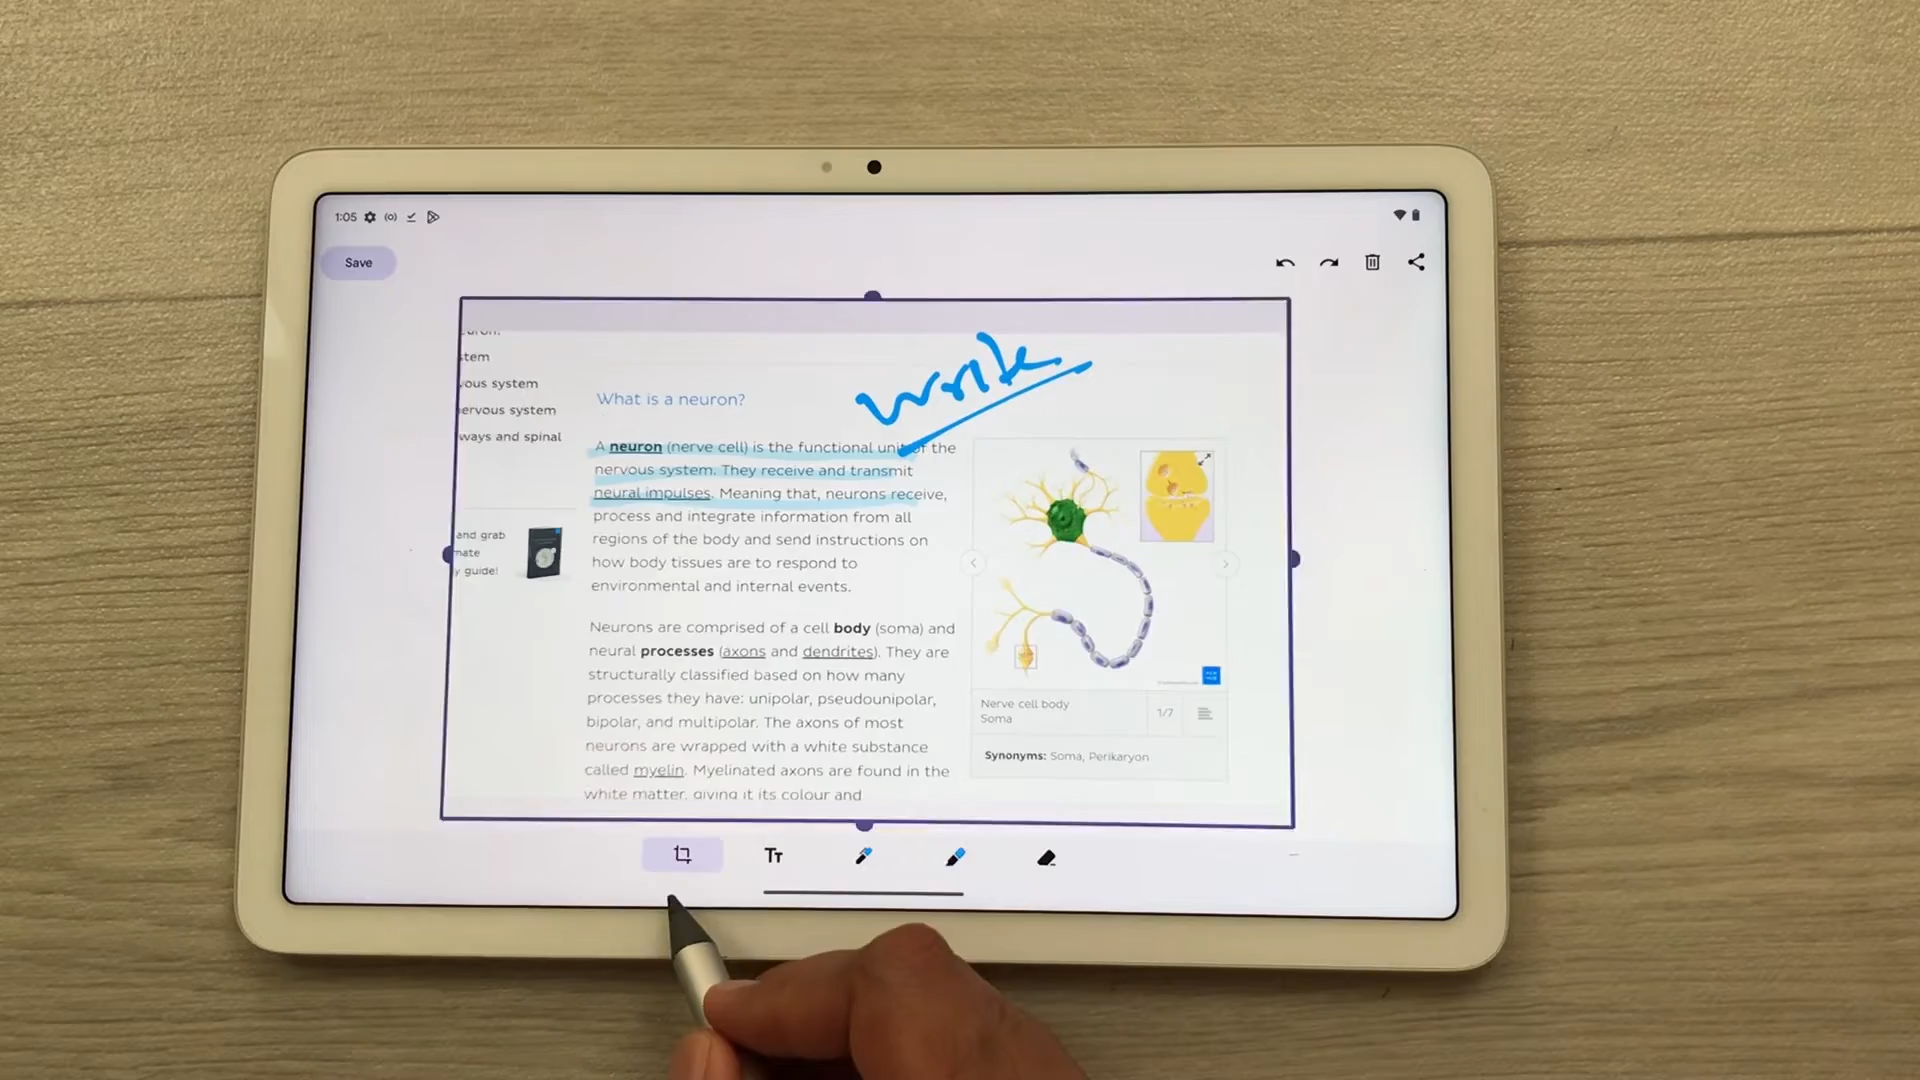 1:05
Save
stem
vous system
nervous system
ways and spinal
and grab
mate
y guide!
What is a neuron?
write
A neuron (nerve cell) is the functional unit of the
nervous system. They receive and transmit
neural impulses. Meaning that, neurons receive,
process and integrate information from all
regions of the body and send instructions on
how body tissues are to respond to
environmental and internal events.
Neurons are comprised of a cell body (soma) and
neural processes (axons and dendrites). They are
structurally classified based on how many
processes they have: unipolar, pseudounipolar,
bipolar, and multipolar. The axons of most
neurons are wrapped with a white substance
called myelin. Myelinated axons are found in the
white matter, giving it its colour and
Nerve cell body
Soma
1/7
Synonyms: Soma, Perikaryon
Tт